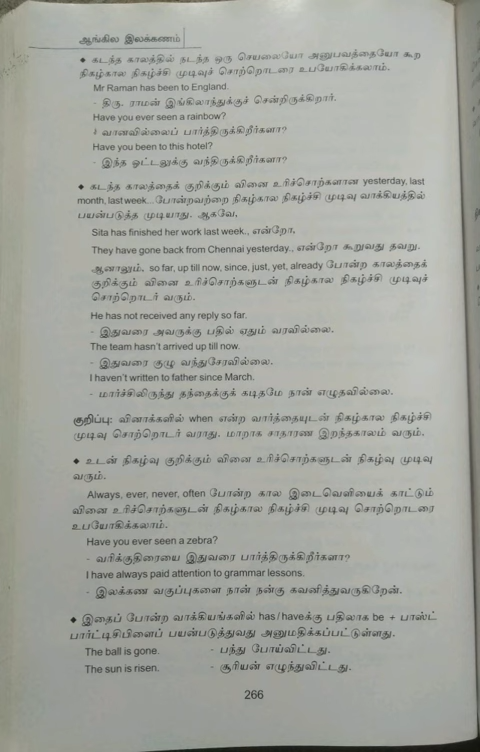 ஆங்கில இலக்கணம்
◆ கடந்த காலத்தில் நடந்த ஒரு செயலையோ அனுபவத்தையோ கூற
நிகழ்கால நிகழ்ச்சி முடிவுச் சொற்றொடரை உபயோகிக்கலாம்.
Mr Raman has been to England.
- திரு. ராமன் இங்கிலாந்துக்குச் சென்றிருக்கிறார்.
Have you ever seen a rainbow?
- வானவில்லைப் பார்த்திருக்கிறீர்களா?
Have you been to this hotel?
- இந்த ஓட்டலுக்கு வந்திருக்கிறீர்களா?
◆ கடந்த காலத்தைக் குறிக்கும் வினை உரிச்சொற்களான yesterday, last
month, last week... போன்றவற்றை நிகழ்கால நிகழ்ச்சி முடிவு வாக்கியத்தில்
பயன்படுத்த முடியாது. ஆகவே,
Sita has finished her work last week., என்றோ,
They have gone back from Chennai yesterday., என்றோ கூறுவது தவறு.
ஆனாலும், so far, up till now, since, just, yet, already போன்ற காலத்தைக்
குறிக்கும் வினை உரிச்சொற்களுடன் நிகழ்கால நிகழ்ச்சி முடிவுச்
சொற்றொடர் வரும்.
He has not received any reply so far.
- இதுவரை அவருக்கு பதில் ஏதும் வரவில்லை.
The team hasn't arrived up till now.
- இதுவரை குழு வந்துசேரவில்லை.
I haven't written to father since March.
- மார்ச்சிலிருந்து தந்தைக்குக் கடிதமே நான் எழுதவில்லை.
குறிப்பு: வினாக்களில் when என்ற வார்த்தையுடன் நிகழ்கால நிகழ்ச்சி
முடிவு சொற்றொடர் வராது. மாறாக சாதாரண இறந்தகாலம் வரும்.
◆ உடன் நிகழ்வு குறிக்கும் வினை உரிச்சொற்களுடன் நிகழ்வு முடிவு
வரும்.
Always, ever, never, often போன்ற கால இடைவெளியைக் காட்டும்
வினை உரிச்சொற்களுடன் நிகழ்கால நிகழ்ச்சி முடிவு சொற்றொடரை
உபயோகிக்கலாம்.
Have you ever seen a zebra?
- வரிக்குதிரையை இதுவரை பார்த்திருக்கிறீர்களா?
I have always paid attention to grammar lessons.
- இலக்கண வகுப்புகளை நான் நன்கு கவனித்துவருகிறேன்.
◆ இதைப் போன்ற வாக்கியங்களில் has / haveக்கு பதிலாக be + பாஸ்ட்
பார்ட்டிசிபிளைப் பயன்படுத்துவது அனுமதிக்கப்பட்டுள்ளது.
The ball is gone. - பந்து போய்விட்டது.
The sun is risen. - சூரியன் எழுந்துவிட்டது.
266